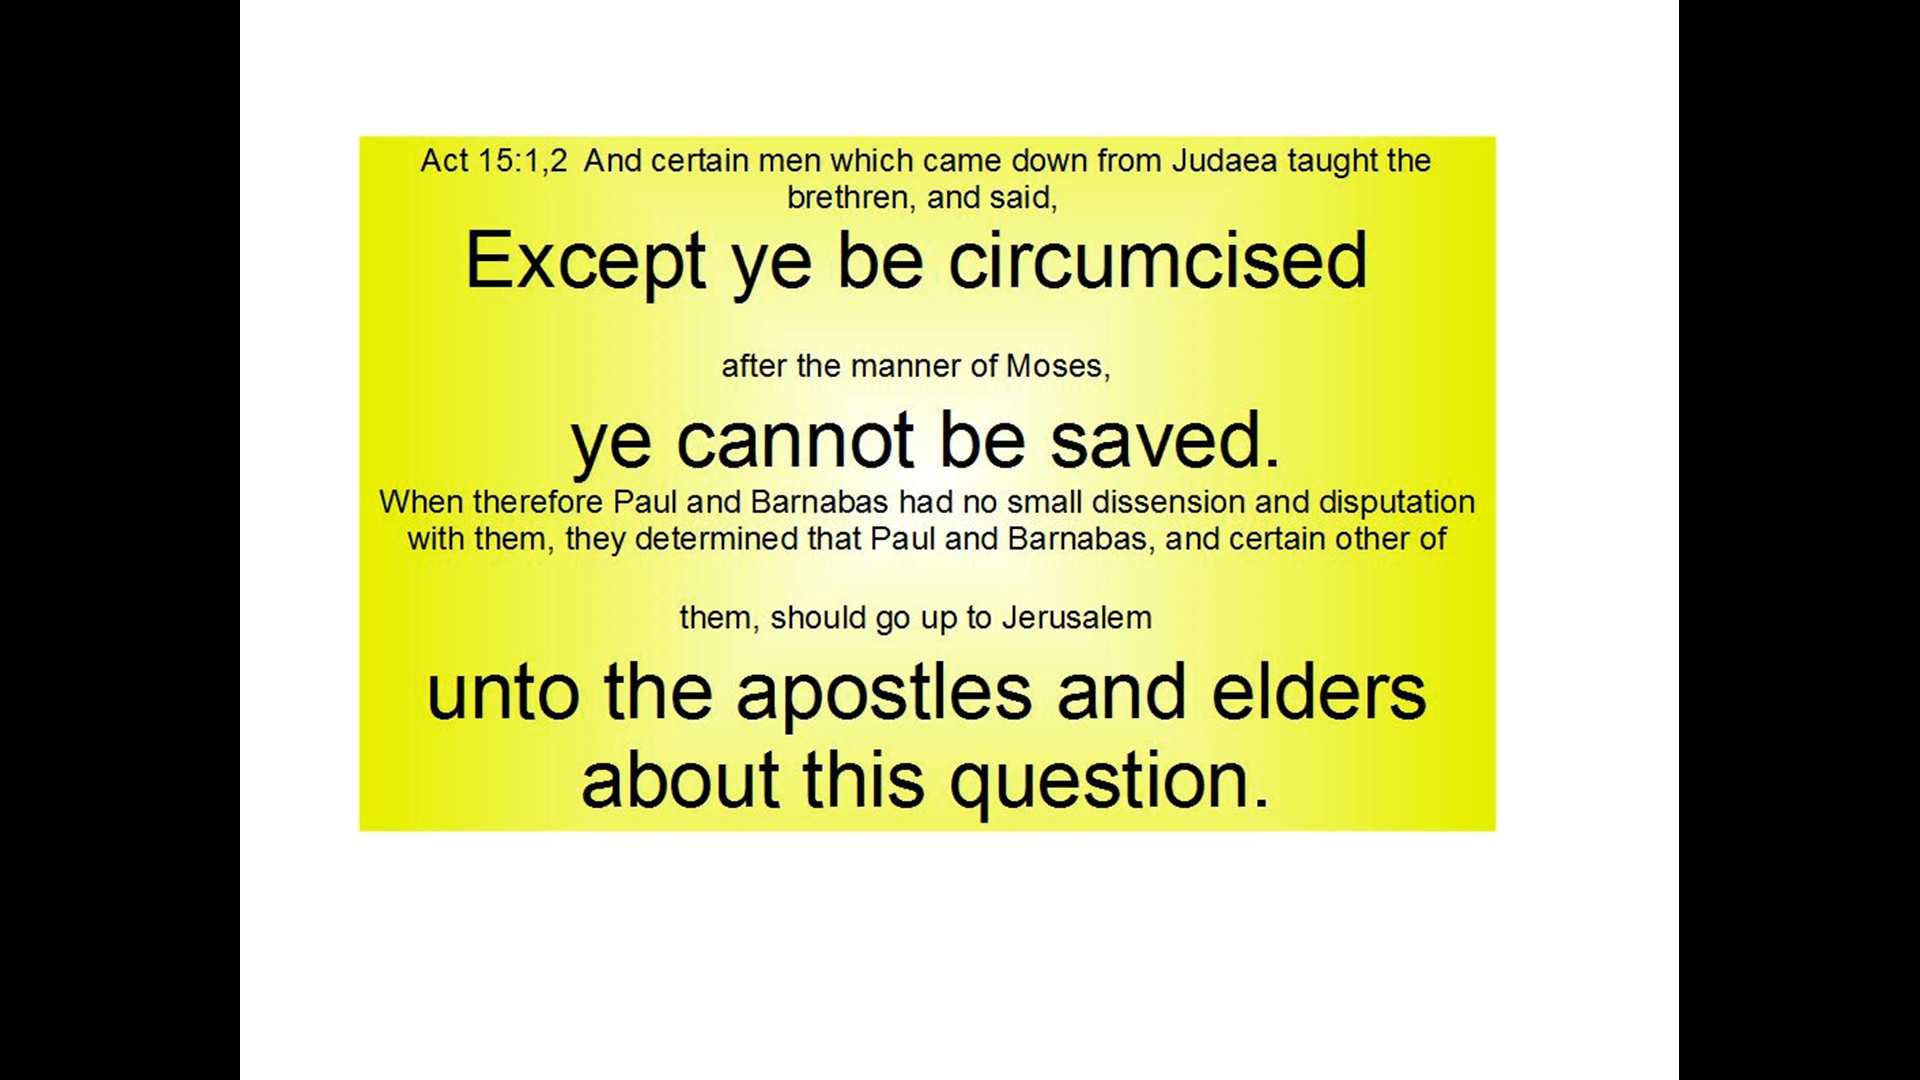 Act 15:1,2  And certain men which came down from Judaea taught the
brethren, and said,
Except ye be circumcised
after the manner of Moses,
ye cannot be saved.
When therefore Paul and Barnabas had no small dissension and disputation
with them, they determined that Paul and Barnabas, and certain other of
them, should go up to Jerusalem
unto the apostles and elders
about this question.